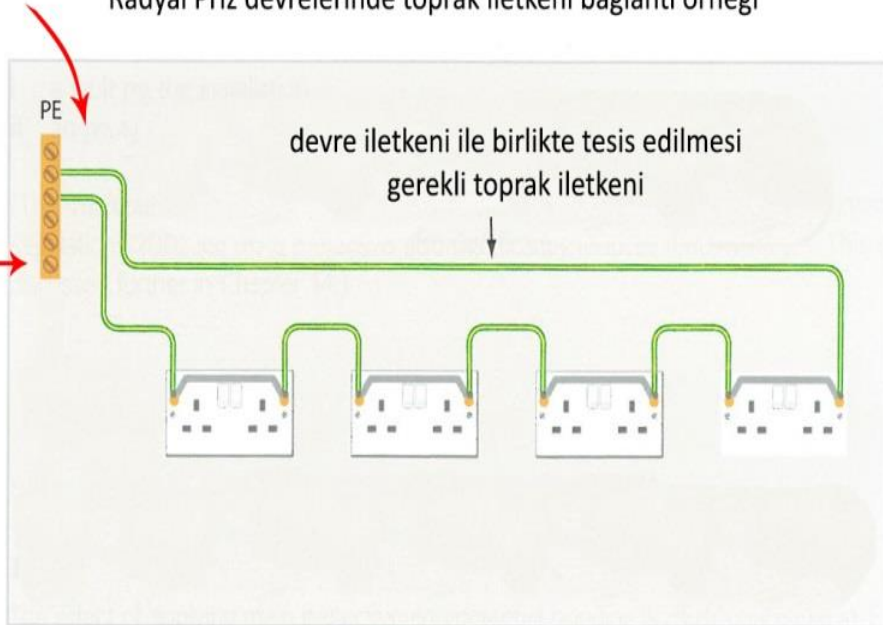 Radyal Priz devrelerinde toprak iletkeni bağlantı örneği
PE
devre iletkeni ile birlikte tesis edilmesi
gerekli toprak iletkeni